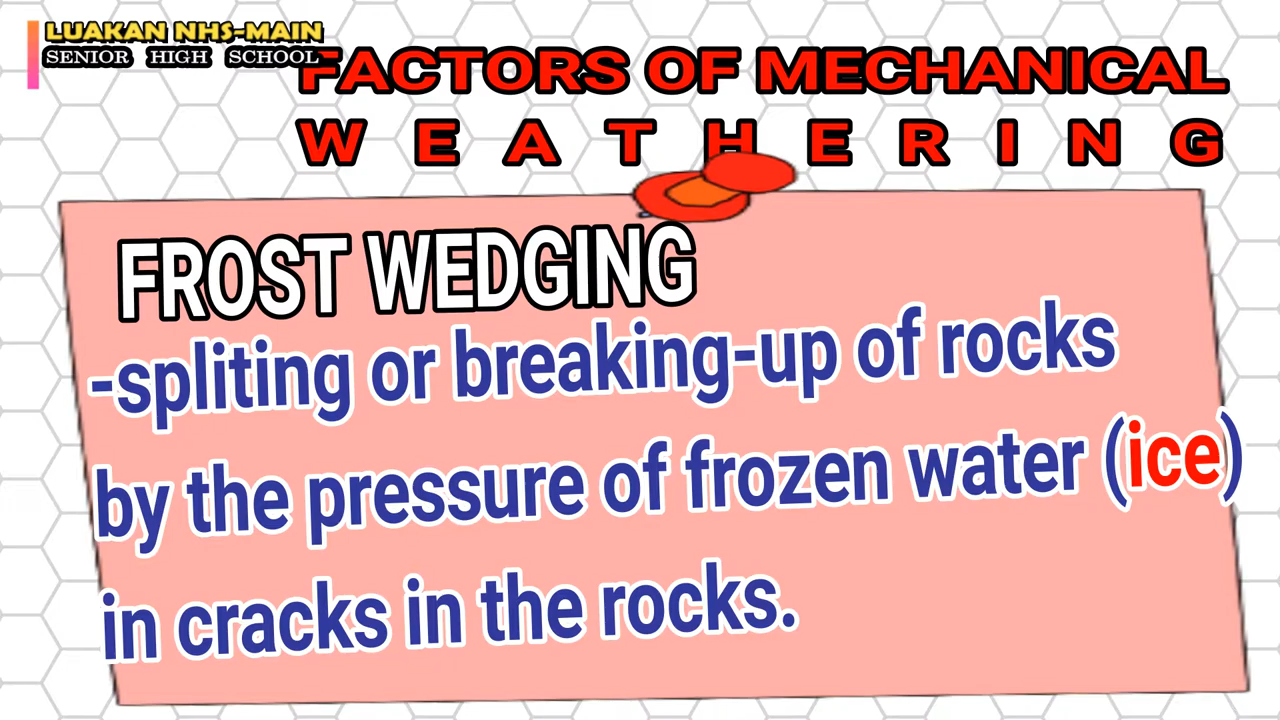 LUAKAN NHS-MAIN
SENIOR HIGH SCHOOL
FACTORS OF MECHANICAL
WEATHERING
FROST WEDGING
-spliting or breaking-up of rocks
by the pressure of frozen water (ice)
in cracks in the rocks.